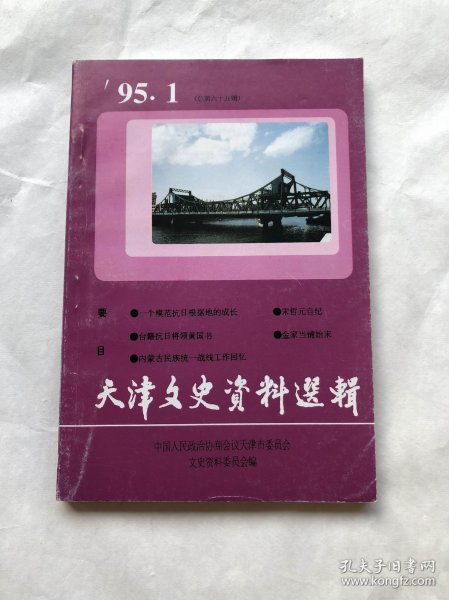 '95.1
(总第六十五辑)
要目
●一个模范抗日根据地的成长
●宋哲元自纪
●台籍抗日将领黄国书
●金家当铺始末
●内蒙古民族统一战线工作回忆
天津文史資料選輯
中国人民政治协商会议天津市委员会
文史资料委员会编
孔夫子旧书网
www.kongfz.com